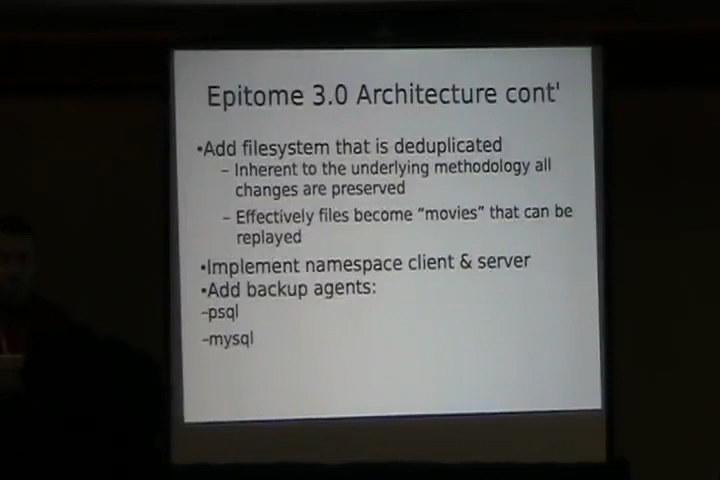 Epitome 3.0 Architecture cont'
•Add filesystem that is deduplicated
– Inherent to the underlying methodology all
changes are preserved
– Effectively files become “movies” that can be
replayed
•Implement namespace client & server
•Add backup agents:
–psql
–mysql